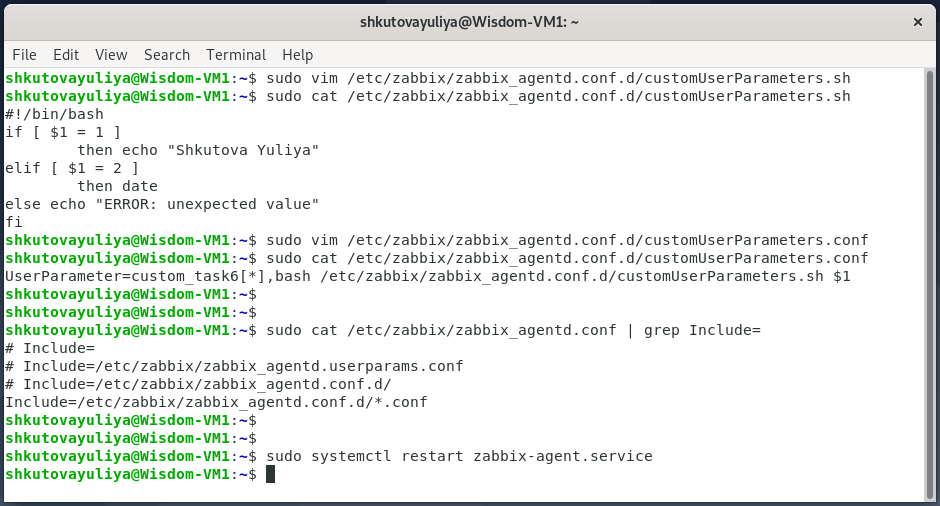 shkutovayuliya@Wisdom-VM1: ~
×
File Edit View Search Terminal Help
shkutovayuliya@Wisdom-VM1:~$ sudo vim /etc/zabbix/zabbix_agentd.conf.d/customUserParameters.sh
shkutovayuliya@Wisdom-VM1:~$ sudo cat /etc/zabbix/zabbix_agentd.conf.d/customUserParameters.sh
#!/bin/bash
if [ $1 = 1 ]
        then echo "Shkutova Yuliya"
elif [ $1 = 2 ]
        then date
else echo "ERROR: unexpected value"
fi
shkutovayuliya@Wisdom-VM1:~$ sudo vim /etc/zabbix/zabbix_agentd.conf.d/customUserParameters.conf
shkutovayuliya@Wisdom-VM1:~$ sudo cat /etc/zabbix/zabbix_agentd.conf.d/customUserParameters.conf
UserParameter=custom_task6[*],bash /etc/zabbix/zabbix_agentd.conf.d/customUserParameters.sh $1
shkutovayuliya@Wisdom-VM1:~$
shkutovayuliya@Wisdom-VM1:~$
shkutovayuliya@Wisdom-VM1:~$ sudo cat /etc/zabbix/zabbix_agentd.conf | grep Include=
# Include=
# Include=/etc/zabbix/zabbix_agentd.userparams.conf
# Include=/etc/zabbix/zabbix_agentd.conf.d/
Include=/etc/zabbix/zabbix_agentd.conf.d/*.conf
shkutovayuliya@Wisdom-VM1:~$
shkutovayuliya@Wisdom-VM1:~$
shkutovayuliya@Wisdom-VM1:~$ sudo systemctl restart zabbix-agent.service
shkutovayuliya@Wisdom-VM1:~$